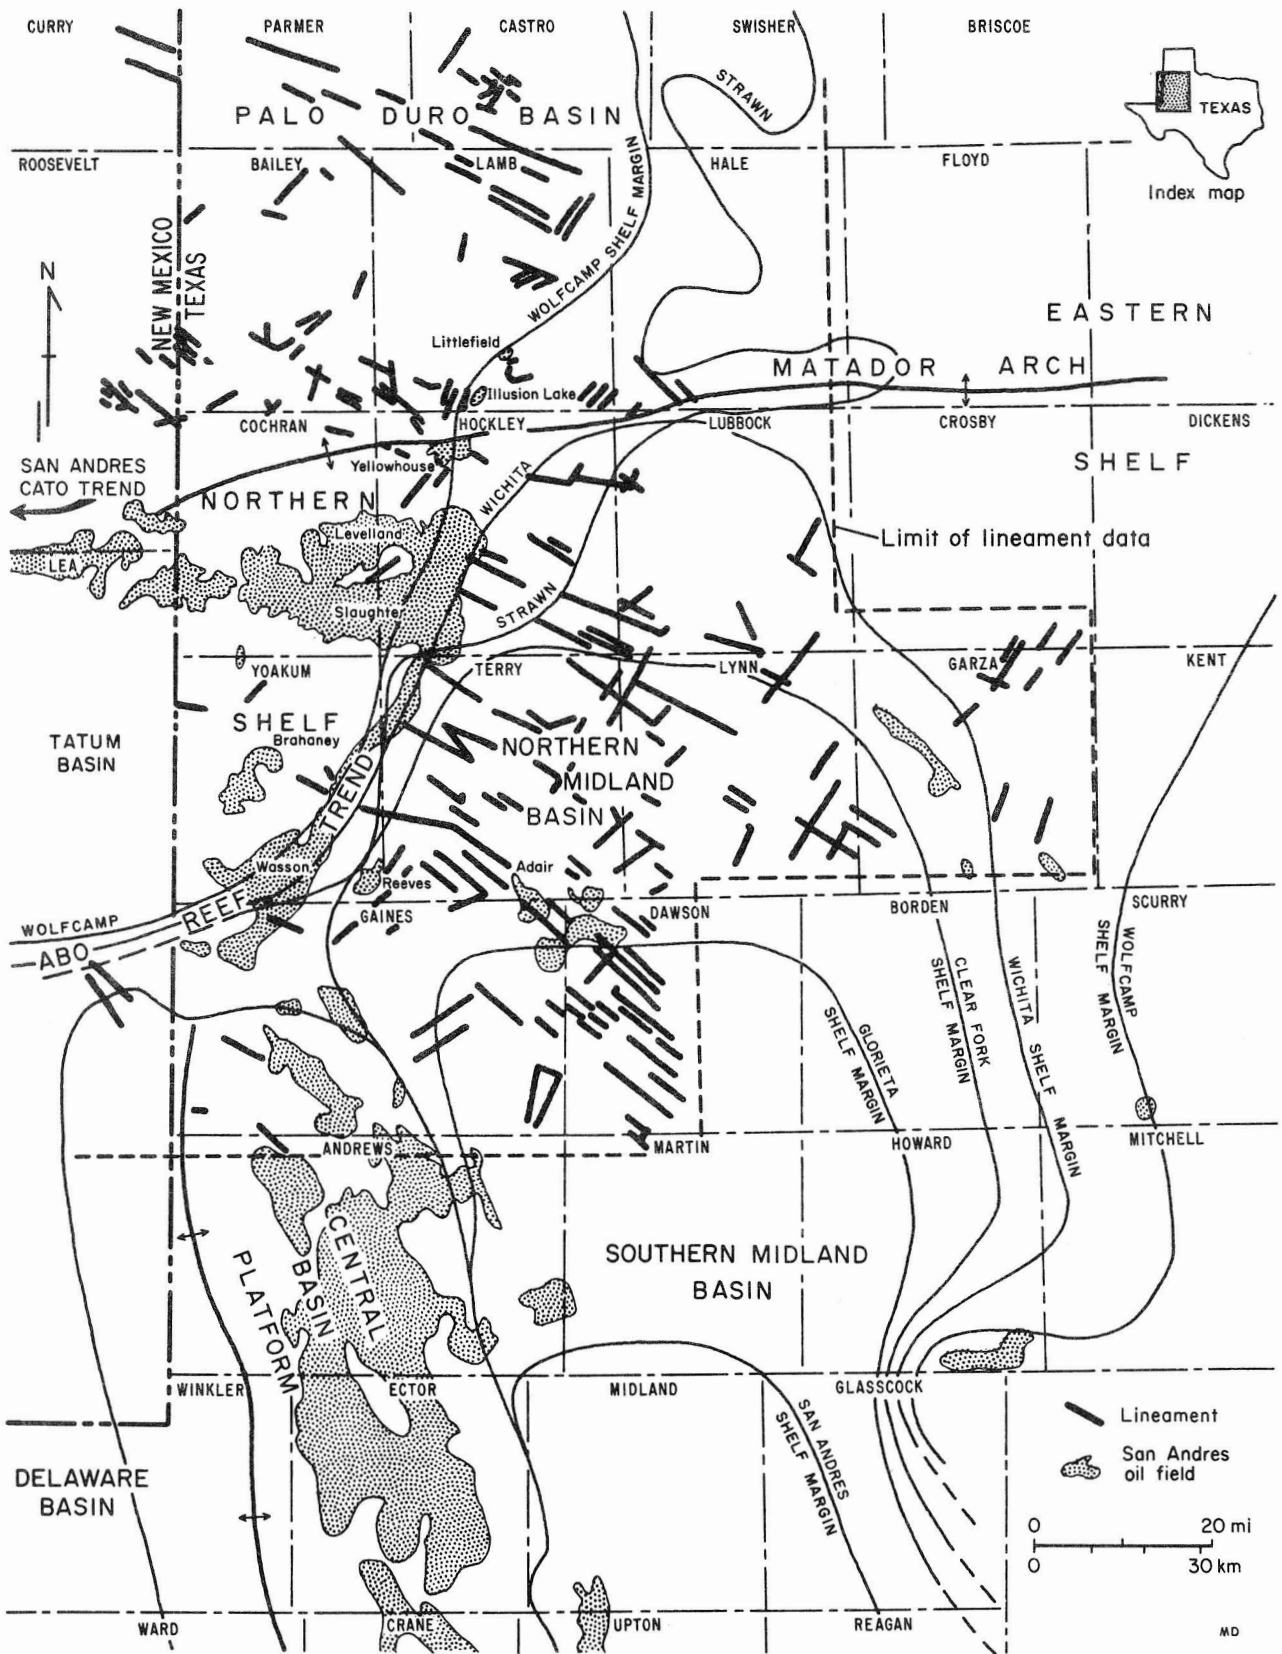 CURRY
PARMER
CASTRO
SWISHER
BRISCOE
STRAWN
TEXAS
Index map
PALO DURO BASIN
ROOSEVELT
BAILEY
LAMB
HALE
FLOYD
WOLFCAMP SHELF MARGIN
NEW MEXICO
TEXAS
N
EASTERN
Littlefield
MATADOR ARCH
Illusion Lake
COCHRAN
HOCKLEY
LUBBOCK
CROSBY
DICKENS
SAN ANDRES
CATO TREND
Yellowhouse
WICHITA
SHELF
NORTHERN
Levelland
Limit of lineament data
LEA
Slaughter
STRAWN
YOAKUM
TERRY
LYNN
GARZA
KENT
SHELF
Brahaney
TATUM
BASIN
NORTHERN
MIDLAND
BASIN
TREND
Wasson
Reeves
Adair
WOLFCAMP
ABO REEF
GAINES
DAWSON
BORDEN
SCURRY
GLORIETA
SHELF MARGIN
CLEAR FORK
SHELF MARGIN
WICHITA SHELF MARGIN
WOLFCAMP
SHELF MARGIN
ANDREWS
MARTIN
HOWARD
MITCHELL
CENTRAL
BASIN
PLATFORM
SOUTHERN MIDLAND
BASIN
WINKLER
ECTOR
MIDLAND
GLASSCOCK
SAN ANDRES
SHELF MARGIN
Lineament
San Andres
oil field
DELAWARE
BASIN
0 20 mi
0 30 km
WARD
CRANE
UPTON
REAGAN
MD